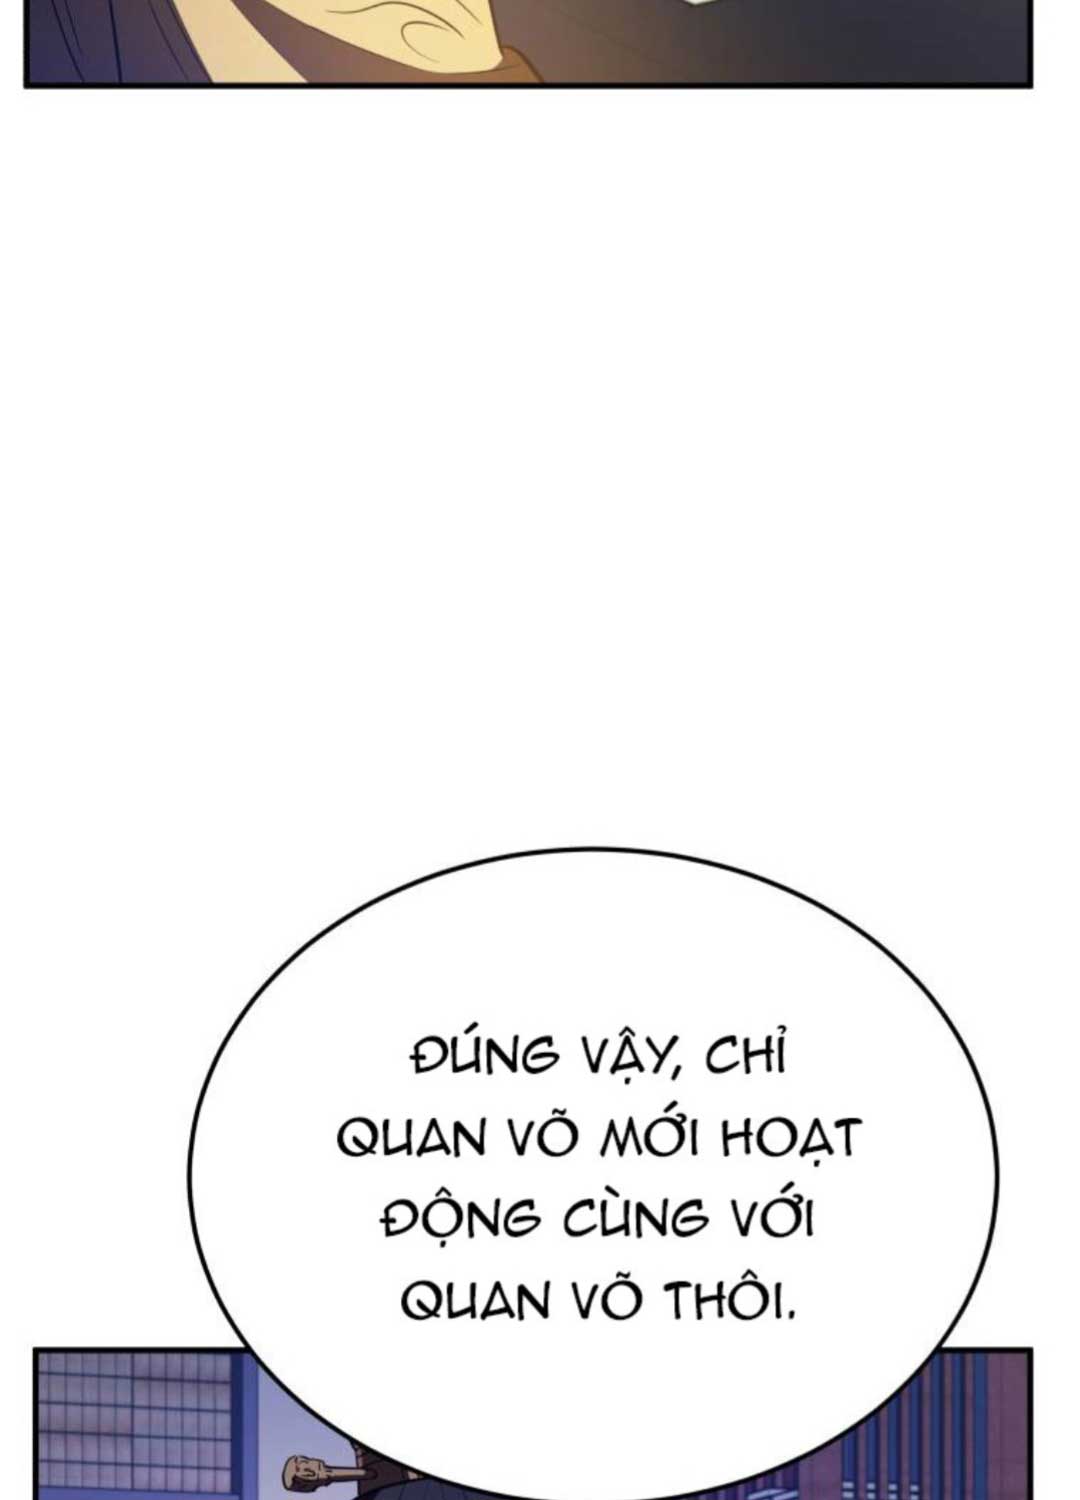 ĐÚNG VẬY, CHỈ
QUAN VÕ MỚI HOẠT
ĐỘNG CÙNG VỚI
QUAN VÕ THÔI.